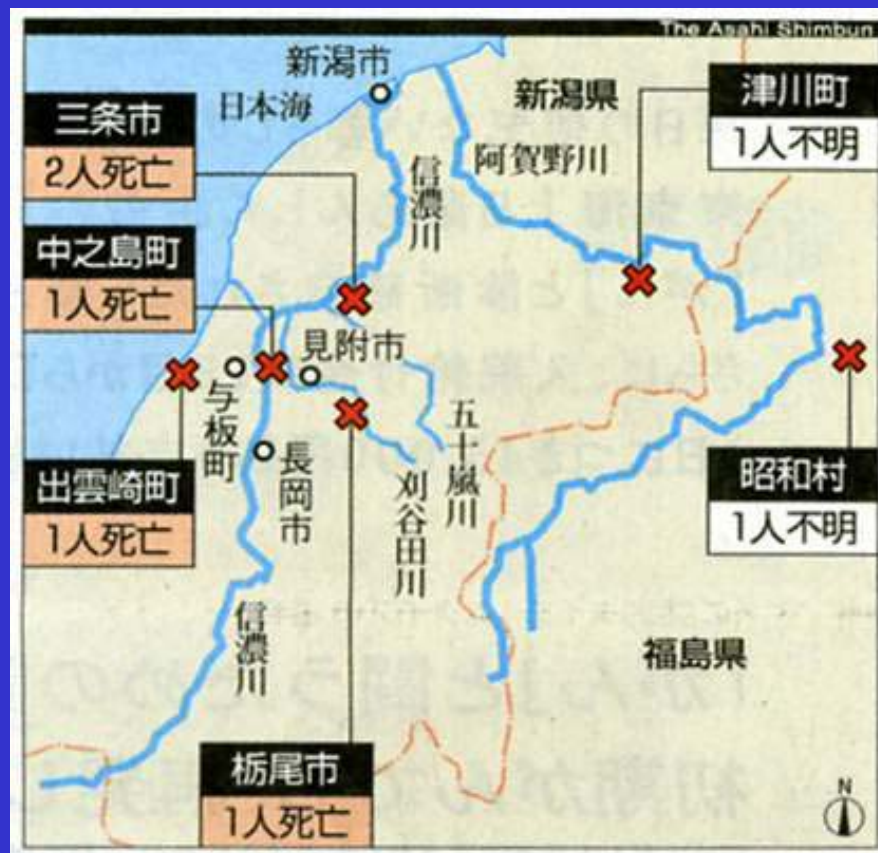 The Asahi Shimbun
新潟市
日本海
新潟県
津川町
1人不明
三条市
2人死亡
阿賀野川
信濃川
中之島町
1人死亡
見附市
与板町
五十嵐川
出雲崎町
1人死亡
長岡市
刈谷田川
昭和村
1人不明
信濃川
福島県
栃尾市
1人死亡
N